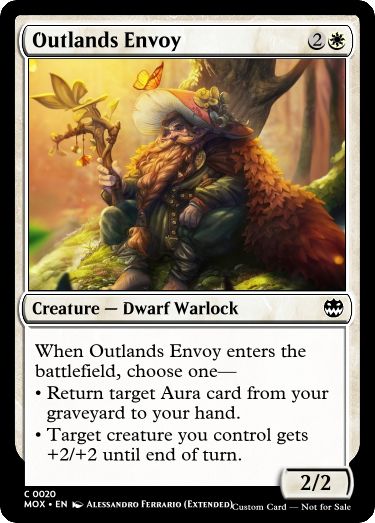 Outlands Envoy 2
Creature — Dwarf Warlock
When Outlands Envoy enters the
battlefield, choose one—
• Return target Aura card from your
graveyard to your hand.
• Target creature you control gets
+2/+2 until end of turn.
2/2
C 0020
MOX • EN Alessandro Ferrario (Extended) Custom Card — Not for Sale